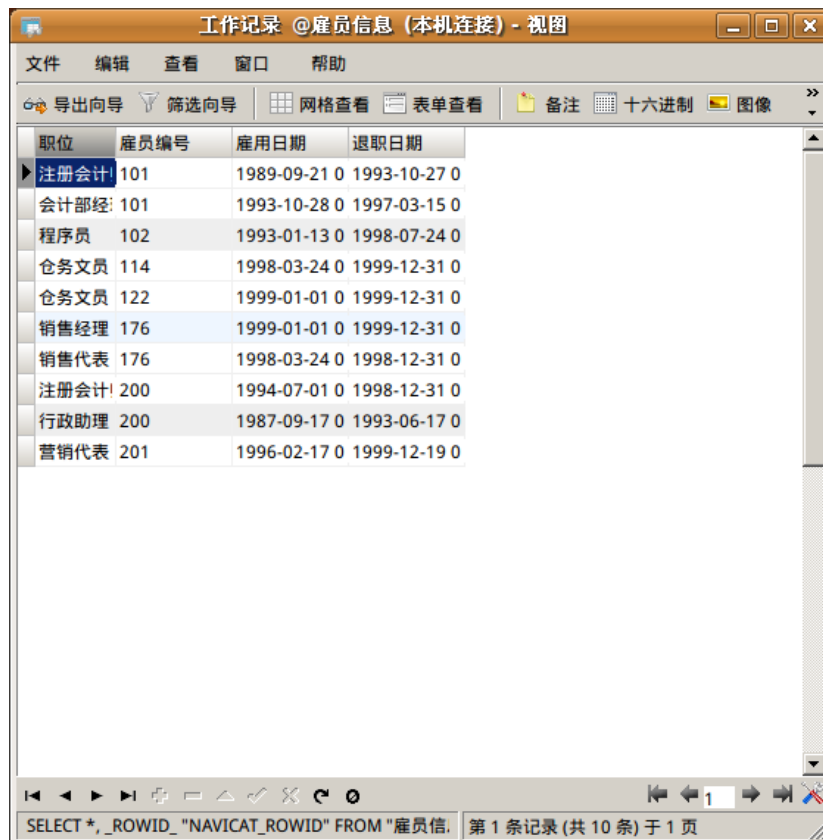 工作记录 @雇员信息 (本机连接) - 视图
文件 编辑 查看 窗口 帮助
导出向导 筛选向导 网格查看 表单查看 备注 十六进制 图像
职位 雇员编号 雇用日期 退职日期
注册会计 101 1989-09-21 0 1993-10-27 0
会计部经 101 1993-10-28 0 1997-03-15 0
程序员 102 1993-01-13 0 1998-07-24 0
仓务文员 114 1998-03-24 0 1999-12-31 0
仓务文员 122 1999-01-01 0 1999-12-31 0
销售经理 176 1999-01-01 0 1999-12-31 0
销售代表 176 1998-03-24 0 1998-12-31 0
注册会计 200 1994-07-01 0 1998-12-31 0
行政助理 200 1987-09-17 0 1993-06-17 0
营销代表 201 1996-02-17 0 1999-12-19 0
1
SELECT *, _ROWID_ "NAVICAT_ROWID" FROM "雇员信 第 1 条记录 (共 10 条) 于 1 页